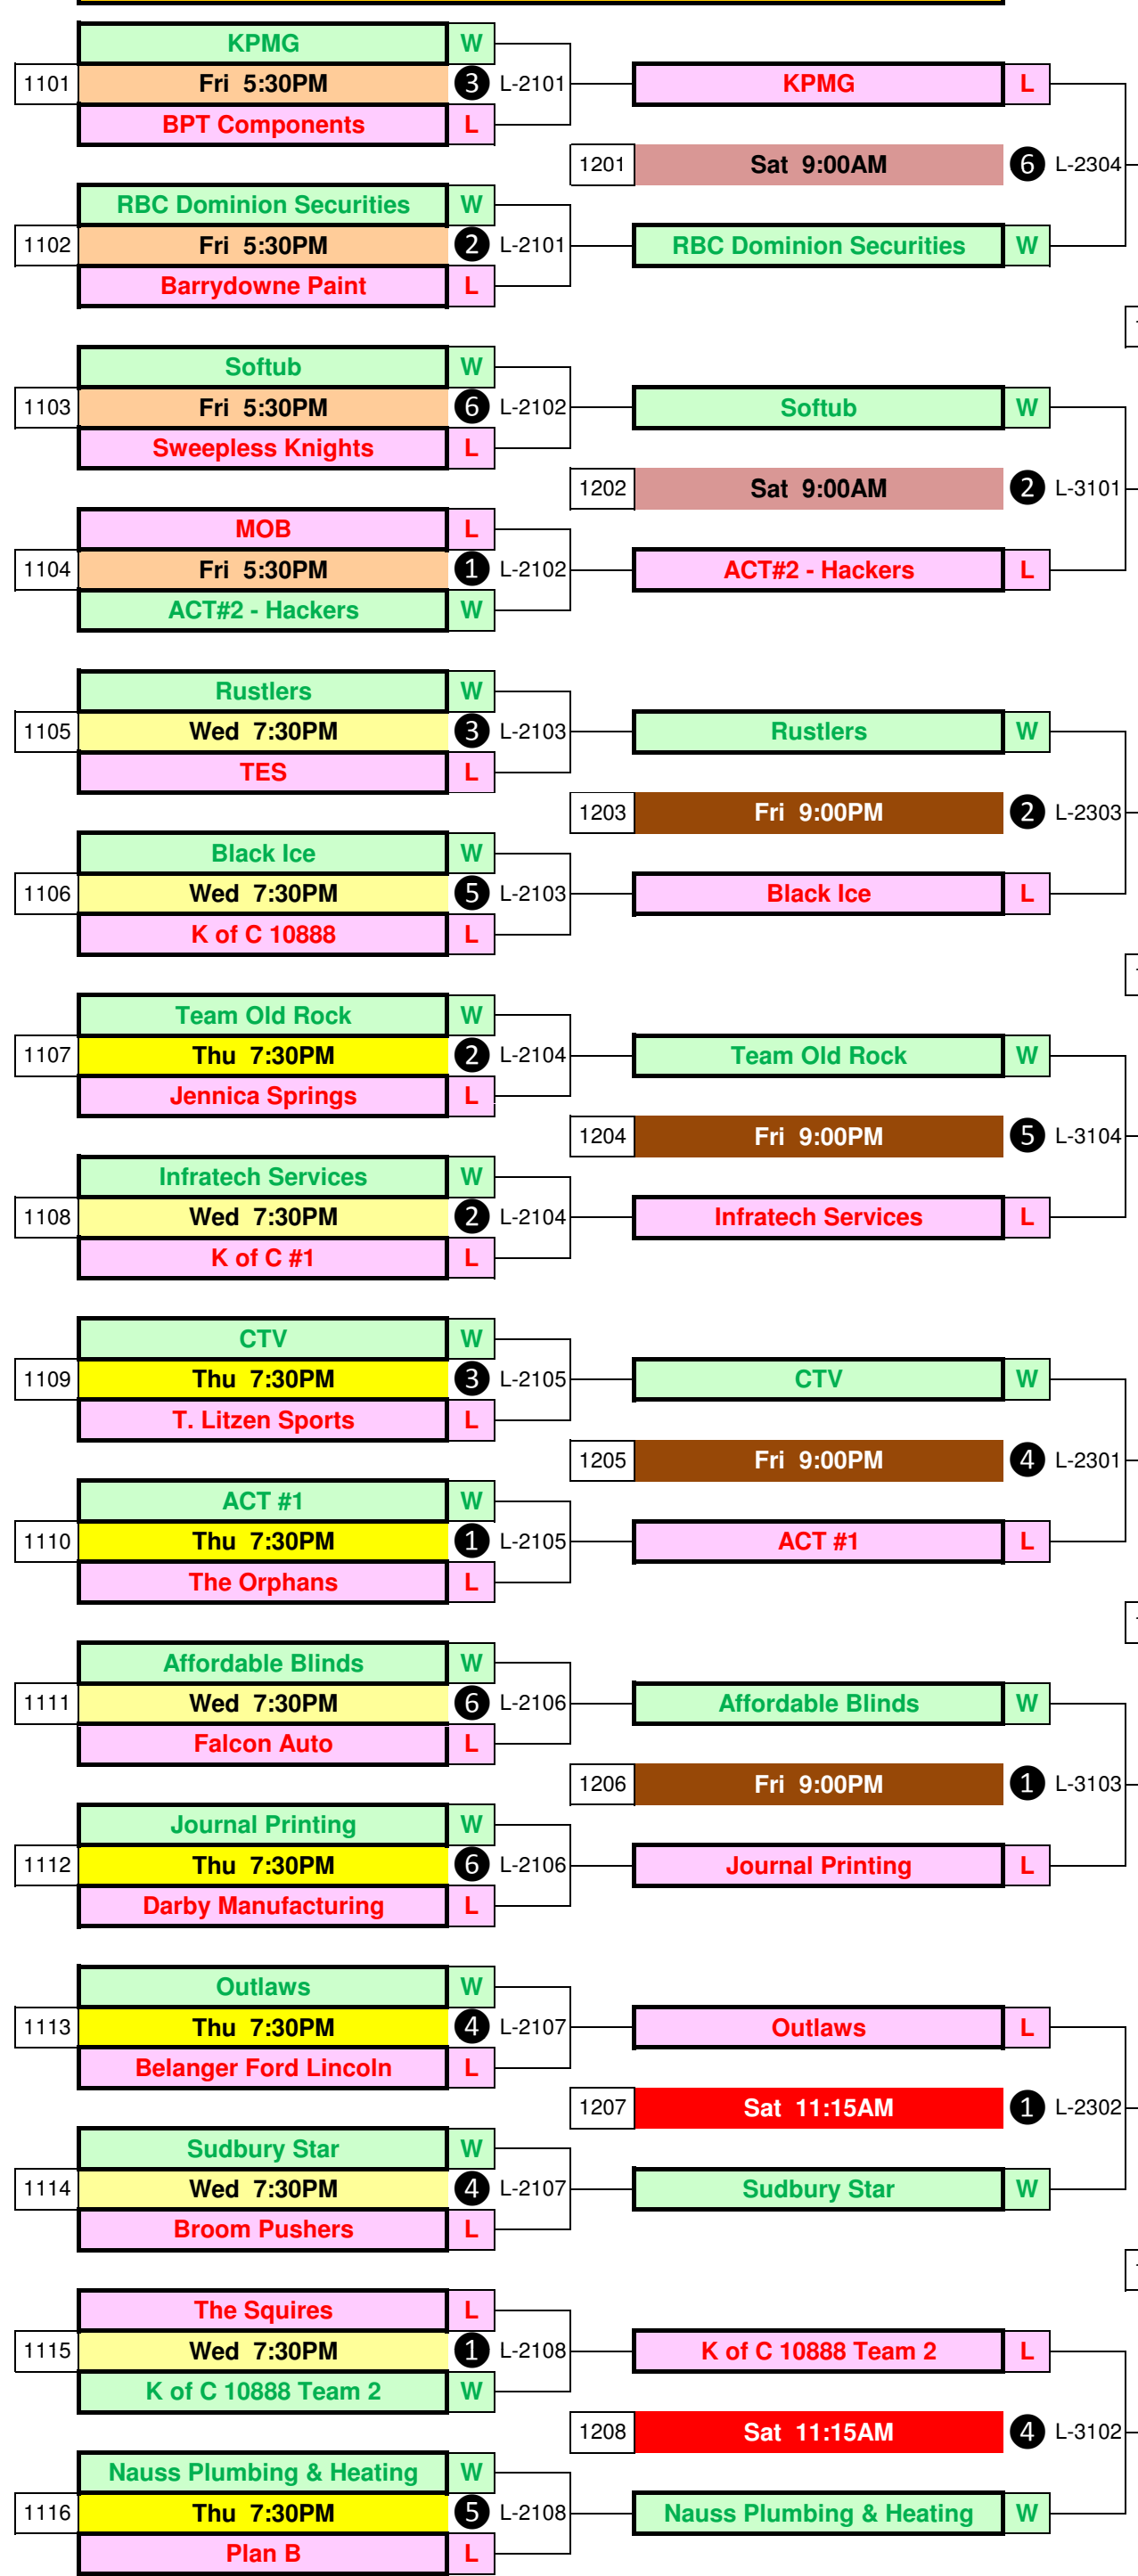 KPMG W
1101 Fri 5:30PM 3 L-2101 KPMG L
BPT Components L
1201 Sat 9:00AM 6 L-2304
RBC Dominion Securities W
1102 Fri 5:30PM 2 L-2101 RBC Dominion Securities W
Barrydowne Paint L
Softub W
1103 Fri 5:30PM 6 L-2102 Softub W
Sweepless Knights L
1202 Sat 9:00AM 2 L-3101
MOB L
1104 Fri 5:30PM 1 L-2102 ACT#2 - Hackers L
ACT#2 - Hackers W
Rustlers W
1105 Wed 7:30PM 3 L-2103 Rustlers W
TES L
1203 Fri 9:00PM 2 L-2303
Black Ice W
1106 Wed 7:30PM 5 L-2103 Black Ice L
K of C 10888 L
Team Old Rock W
1107 Thu 7:30PM 2 L-2104 Team Old Rock W
Jennica Springs L
1204 Fri 9:00PM 5 L-3104
Infratech Services W
1108 Wed 7:30PM 2 L-2104 Infratech Services L
K of C #1 L
CTV W
1109 Thu 7:30PM 3 L-2105 CTV W
T. Litzen Sports L
1205 Fri 9:00PM 4 L-2301
ACT #1 W
1110 Thu 7:30PM 1 L-2105 ACT #1 L
The Orphans L
Affordable Blinds W
1111 Wed 7:30PM 6 L-2106 Affordable Blinds W
Falcon Auto L
1206 Fri 9:00PM 1 L-3103
Journal Printing W
1112 Thu 7:30PM 6 L-2106 Journal Printing L
Darby Manufacturing L
Outlaws W
1113 Thu 7:30PM 4 L-2107 Outlaws L
Belanger Ford Lincoln L
1207 Sat 11:15AM 1 L-2302
Sudbury Star W
1114 Wed 7:30PM 4 L-2107 Sudbury Star W
Broom Pushers L
The Squires L
1115 Wed 7:30PM 1 L-2108 K of C 10888 Team 2 L
K of C 10888 Team 2 W
1208 Sat 11:15AM 4 L-3102
Nauss Plumbing & Heating W
1116 Thu 7:30PM 5 L-2108 Nauss Plumbing & Heating W
Plan B L